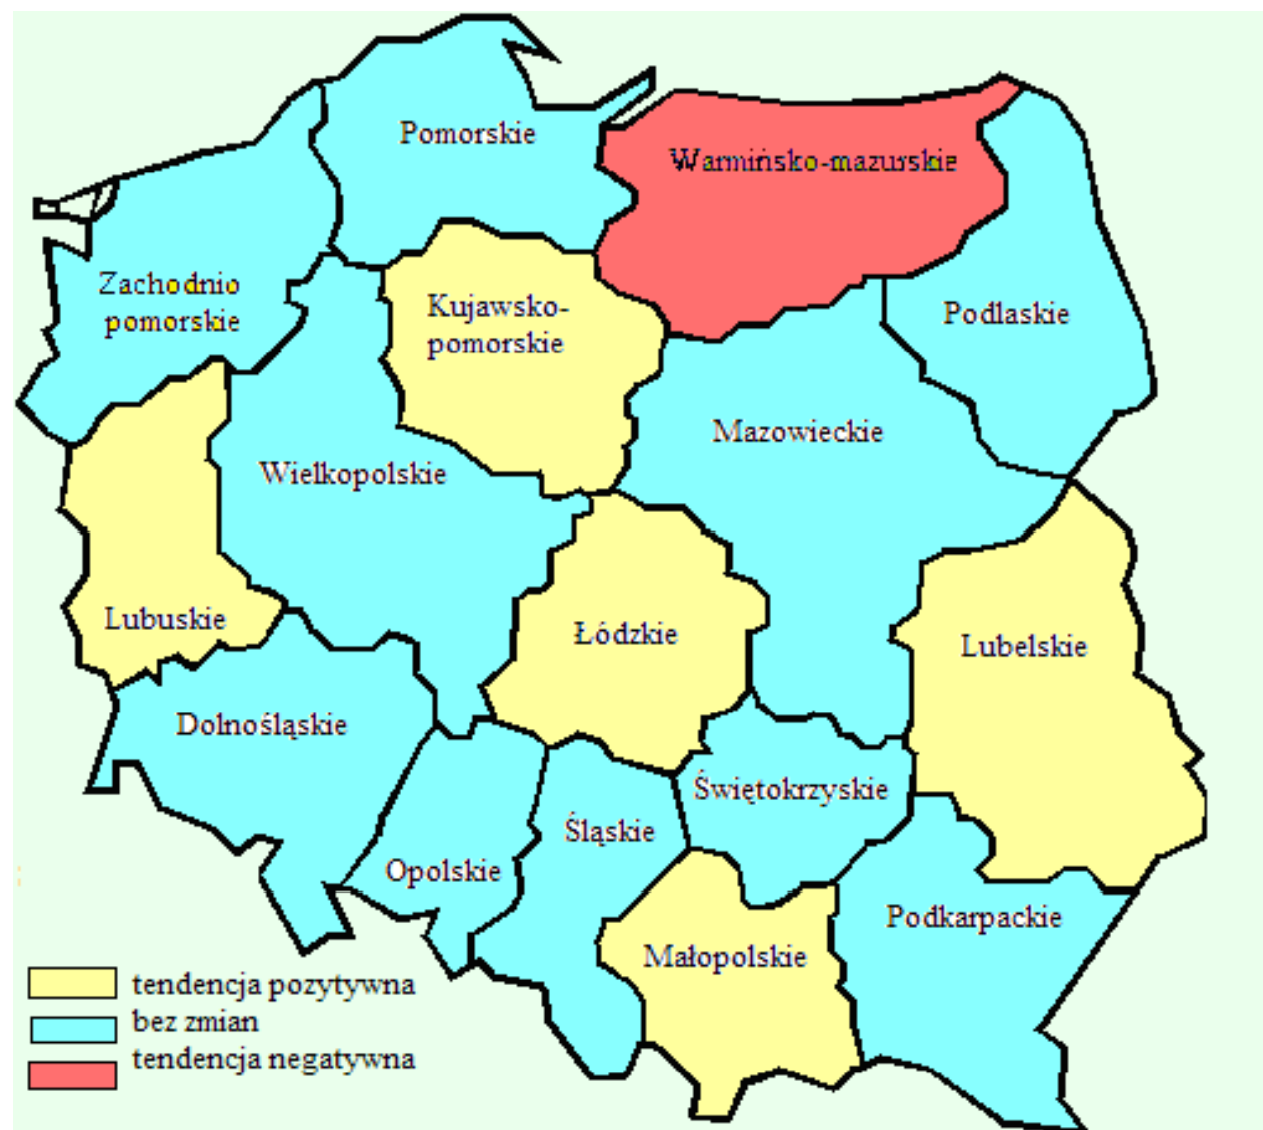 Pomorskie
Warmińsko-mazurskie
Zachodnio
pomorskie
Kujawsko-
pomorskie
Podlaskie
Mazowieckie
Wielkopolskie
Lubuskie
Łódzkie
Lubelskie
Dolnośląskie
Świętokrzyskie
Śląskie
Opolskie
Podkarpackie
Małopolskie
tendencja pozytywna
bez zmian
tendencja negatywna